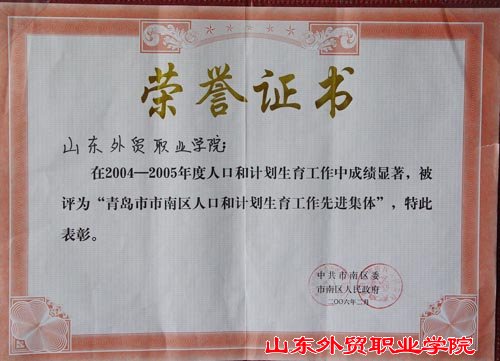 荣誉证书
山东外贸职业学院:
在2004—2005年度人口和计划生育工作中成绩显著，被
评为“青岛市市南区人口和计划生育工作先进集体”，特此
表彰。
中共市南区委
市南区人民政府
二〇〇六年二月
山东外贸职业学院